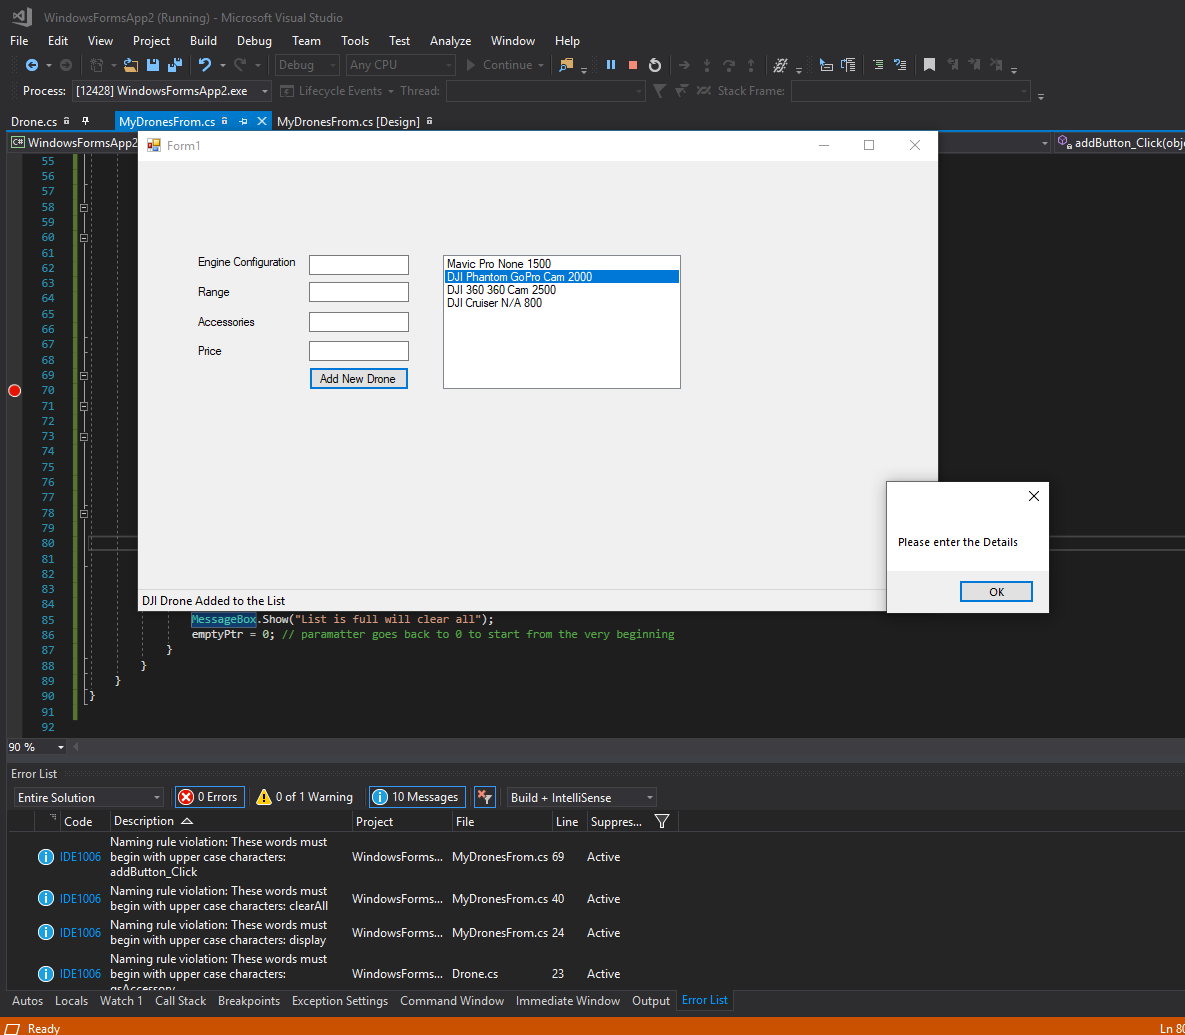 WindowsFormsApp2 (Running) - Microsoft Visual Studio
File Edit View Project Build Debug Team Tools Test Analyze Window Help
Debug Any CPU Continue
Process: [12428] WindowsFormsApp2.exe Lifecycle Events Thread: Stack Frame:
Drone.cs MyDronesFrom.cs MyDronesFrom.cs [Design]
C# WindowsFormsApp2 addButton_Click(obje
Form1
55
56
57
58
59
60
61
62
63
64
65
66
67
68
69
70
71
72
73
74
75
76
77
78
79
80
81
82
83
84
Engine Configuration
Range
Accessories
Price
Add New Drone
Mavic Pro None 1500
DJI Phantom GoPro Cam 2000
DJI 360 360 Cam 2500
DJI Cruiser N/A 800
Please enter the Details
OK
DJI Drone Added to the List
85 MessageBox.Show("List is full will clear all");
86 emptyPtr = 0; // paramatter goes back to 0 to start from the very beginning
87 }
88 }
89 }
90 }
91
92
90 %
Error List
Entire Solution 0 Errors 0 of 1 Warning 10 Messages Build + IntelliSense
Code Description Project File Line Suppres...
Naming rule violation: These words must
IDE1006 begin with upper case characters: WindowsForms... MyDronesFrom.cs 69 Active
addButton_Click
Naming rule violation: These words must
IDE1006 begin with upper case characters: clearAll WindowsForms... MyDronesFrom.cs 40 Active
Naming rule violation: These words must
IDE1006 begin with upper case characters: display WindowsForms... MyDronesFrom.cs 24 Active
Naming rule violation: These words must
IDE1006 begin with upper case characters: WindowsForms... Drone.cs 23 Active
gsAccessory
Autos Locals Watch 1 Call Stack Breakpoints Exception Settings Command Window Immediate Window Output Error List
Ready Ln 80